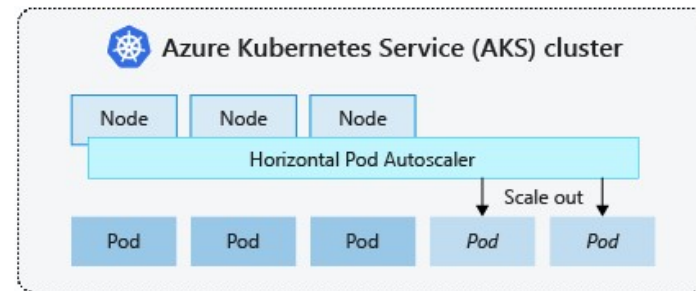 Azure Kubernetes Service (AKS) cluster
Node Node Node
Horizontal Pod Autoscaler
Scale out
Pod Pod Pod Pod Pod